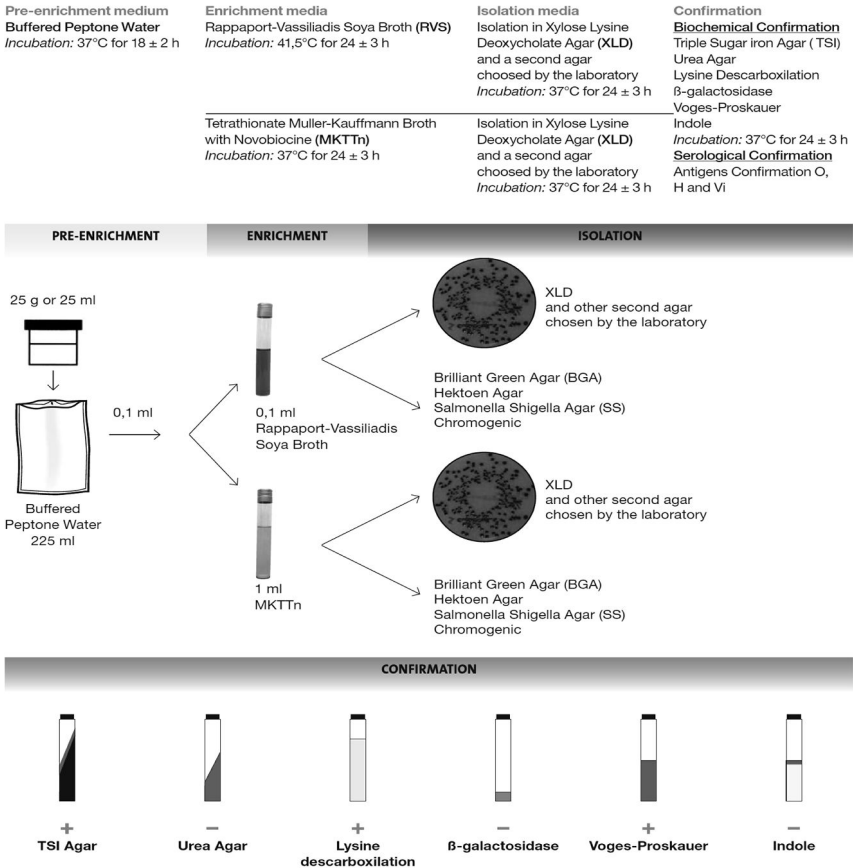 Pre-enrichment medium
Buffered Peptone Water
Incubation: 37°C for 18 ± 2 h
Enrichment media
Rappaport-Vassiliadis Soya Broth (RVS)
Incubation: 41,5°C for 24 ± 3 h
Tetrathionate Muller-Kauffmann Broth
with Novobiocine (MKTTn)
Incubation: 37°C for 24 ± 3 h
Isolation media
Isolation in Xylose Lysine
Deoxycholate Agar (XLD)
and a second agar
choosed by the laboratory
Incubation: 37°C for 24 ± 3 h
Isolation in Xylose Lysine
Deoxycholate Agar (XLD)
and a second agar
choosed by the laboratory
Incubation: 37°C for 24 ± 3 h
Confirmation
Biochemical Confirmation
Triple Sugar iron Agar ( TSI)
Urea Agar
Lysine Descarboxilation
ß-galactosidase
Voges-Proskauer
Indole
Incubation: 37°C for 24 ± 3 h
Serological Confirmation
Antigens Confirmation O,
H and Vi
PRE-ENRICHMENT
ENRICHMENT
ISOLATION
25 g or 25 ml
Buffered
Peptone Water
225 ml
0,1 ml
0,1 ml
Rappaport-Vassiliadis
Soya Broth
1 ml
MKTTn
XLD
and other second agar
chosen by the laboratory
Brilliant Green Agar (BGA)
Hektoen Agar
Salmonella Shigella Agar (SS)
Chromogenic
XLD
and other second agar
chosen by the laboratory
Brilliant Green Agar (BGA)
Hektoen Agar
Salmonella Shigella Agar (SS)
Chromogenic
CONFIRMATION
+
TSI Agar
−
Urea Agar
+
Lysine
descarboxilation
−
ß-galactosidase
+
Voges-Proskauer
−
Indole